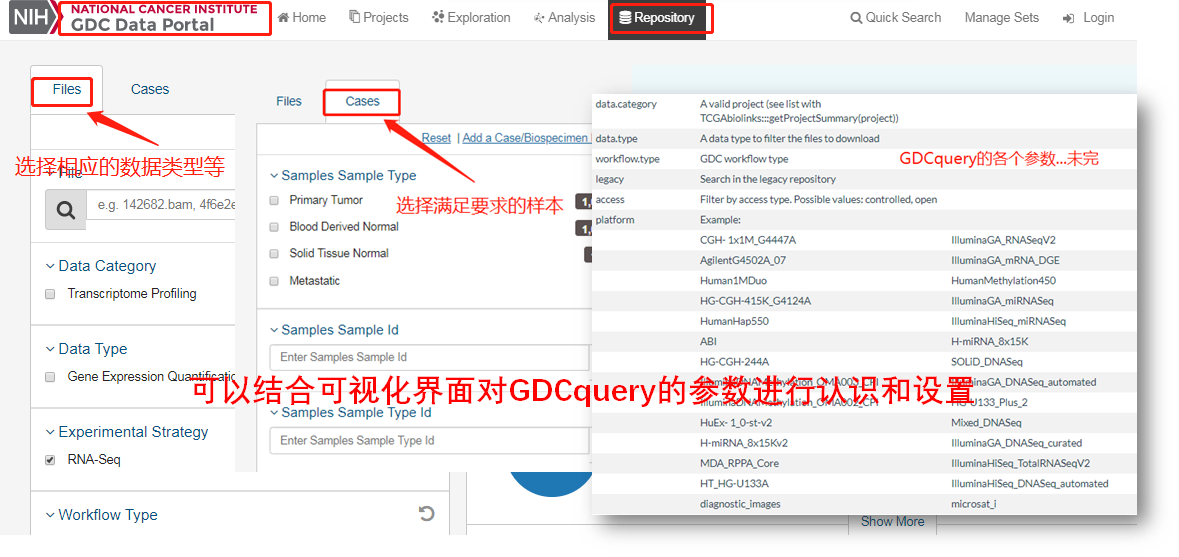 NIH
NATIONAL CANCER INSTITUTE
GDC Data Portal
Home
Projects
Exploration
Analysis
Repository
Quick Search
Manage Sets
Login
Files
Cases
选择相应的数据类型等
File
e.g. 142682.bam, 4f6e2e
Data Category
Transcriptome Profiling
Data Type
Gene Expression Quantificatio
Experimental Strategy
RNA-Seq
Workflow Type
Files
Cases
Reset | Add a Case/Biospecimen
Samples Sample Type
Primary Tumor
Blood Derived Normal
Solid Tissue Normal
Metastatic
选择满足要求的样本
Samples Sample Id
Enter Samples Sample Id
Samples Sample Type Id
Enter Samples Sample Type Id
可以结合可视化界面对GDCquery的参数进行认识和设置
data.category A valid project (see list with
TCGAbiolinks:::getProjectSummary(project))
data.type A data type to filter the files to download
workflow.type GDC workflow type
GDCquery的各个参数...未完
legacy Search in the legacy repository
access Filter by access type. Possible values: controlled, open
platform Example:
CGH- 1x1M_G4447A IlluminaGA_RNASeqV2
AgilentG4502A_07 IlluminaGA_mRNA_DGE
Human1MDuo HumanMethylation450
HG-CGH-415K_G4124A IlluminaGA_miRNASeq
HumanHap550 IlluminaHiSeq_miRNASeq
ABI H-miRNA_8x15K
HG-CGH-244A SOLiD_DNASeq
IlluminaDNAMethylation_OMA003_CPI IlluminaGA_DNASeq_automated
IlluminaDNAMethylation_OMA002_CPI HG-U133_Plus_2
HuEx- 1_0-st-v2 Mixed_DNASeq
H-miRNA_8x15Kv2 IlluminaGA_DNASeq_curated
MDA_RPPA_Core IlluminaHiSeq_TotalRNASeqV2
HT_HG-U133A IlluminaHiSeq_DNASeq_automated
diagnostic_images microsat_i
Show More